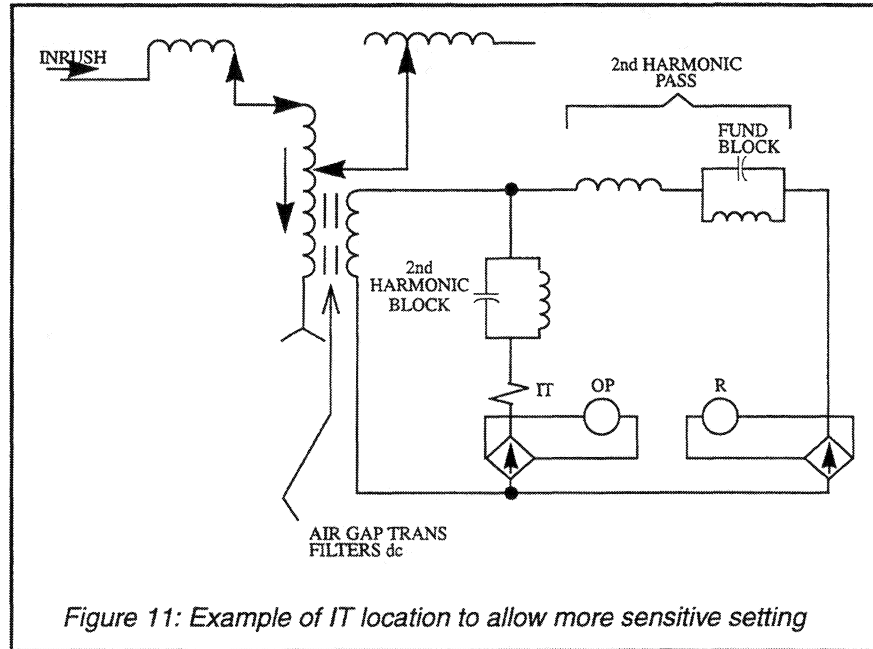 INRUSH
2nd HARMONIC
PASS
FUND
BLOCK
2nd
HARMONIC
BLOCK
IT
OP
R
AIR GAP TRANS
FILTERS dc
Figure 11: Example of IT location to allow more sensitive setting